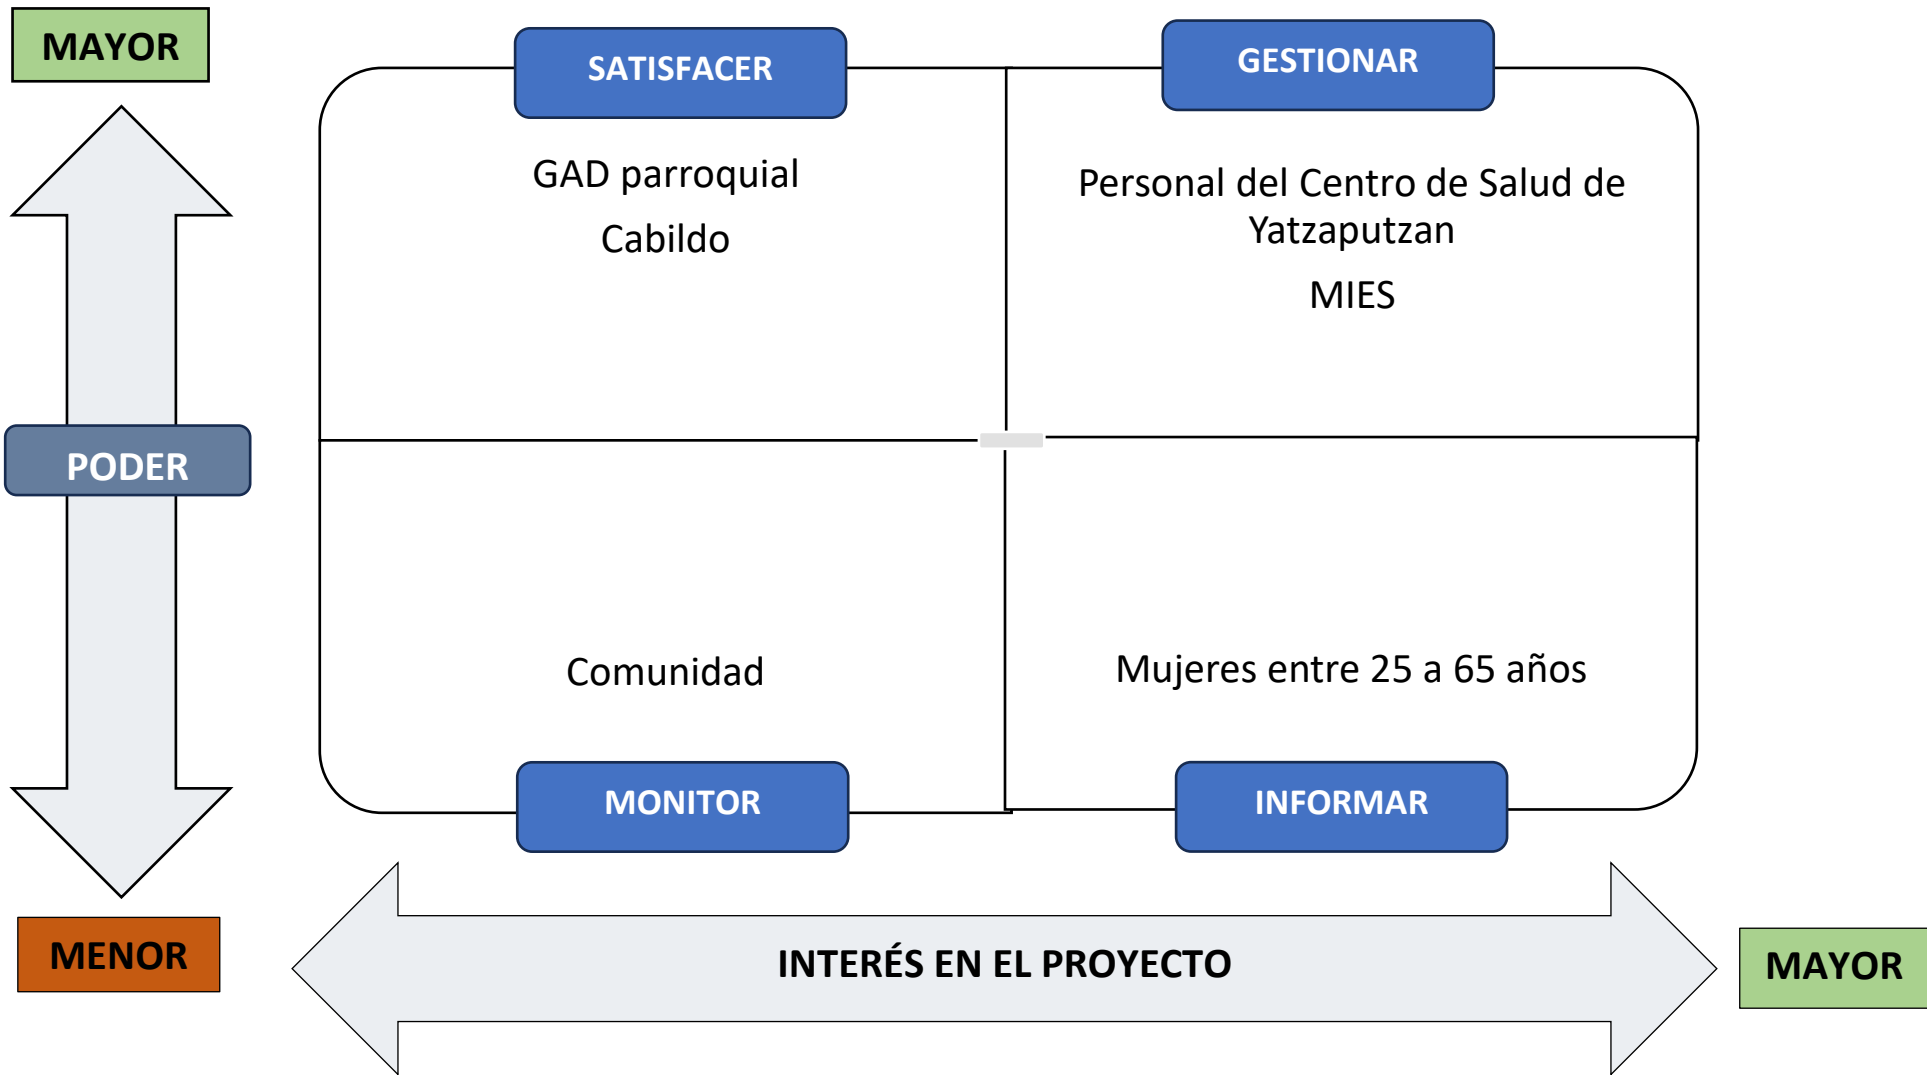 MAYOR
SATISFACER
GESTIONAR
GAD parroquial
Cabildo
Personal del Centro de Salud de
Yatzaputzan
MIES
PODER
Comunidad
Mujeres entre 25 a 65 años
MONITOR
INFORMAR
MENOR
INTERÉS EN EL PROYECTO
MAYOR